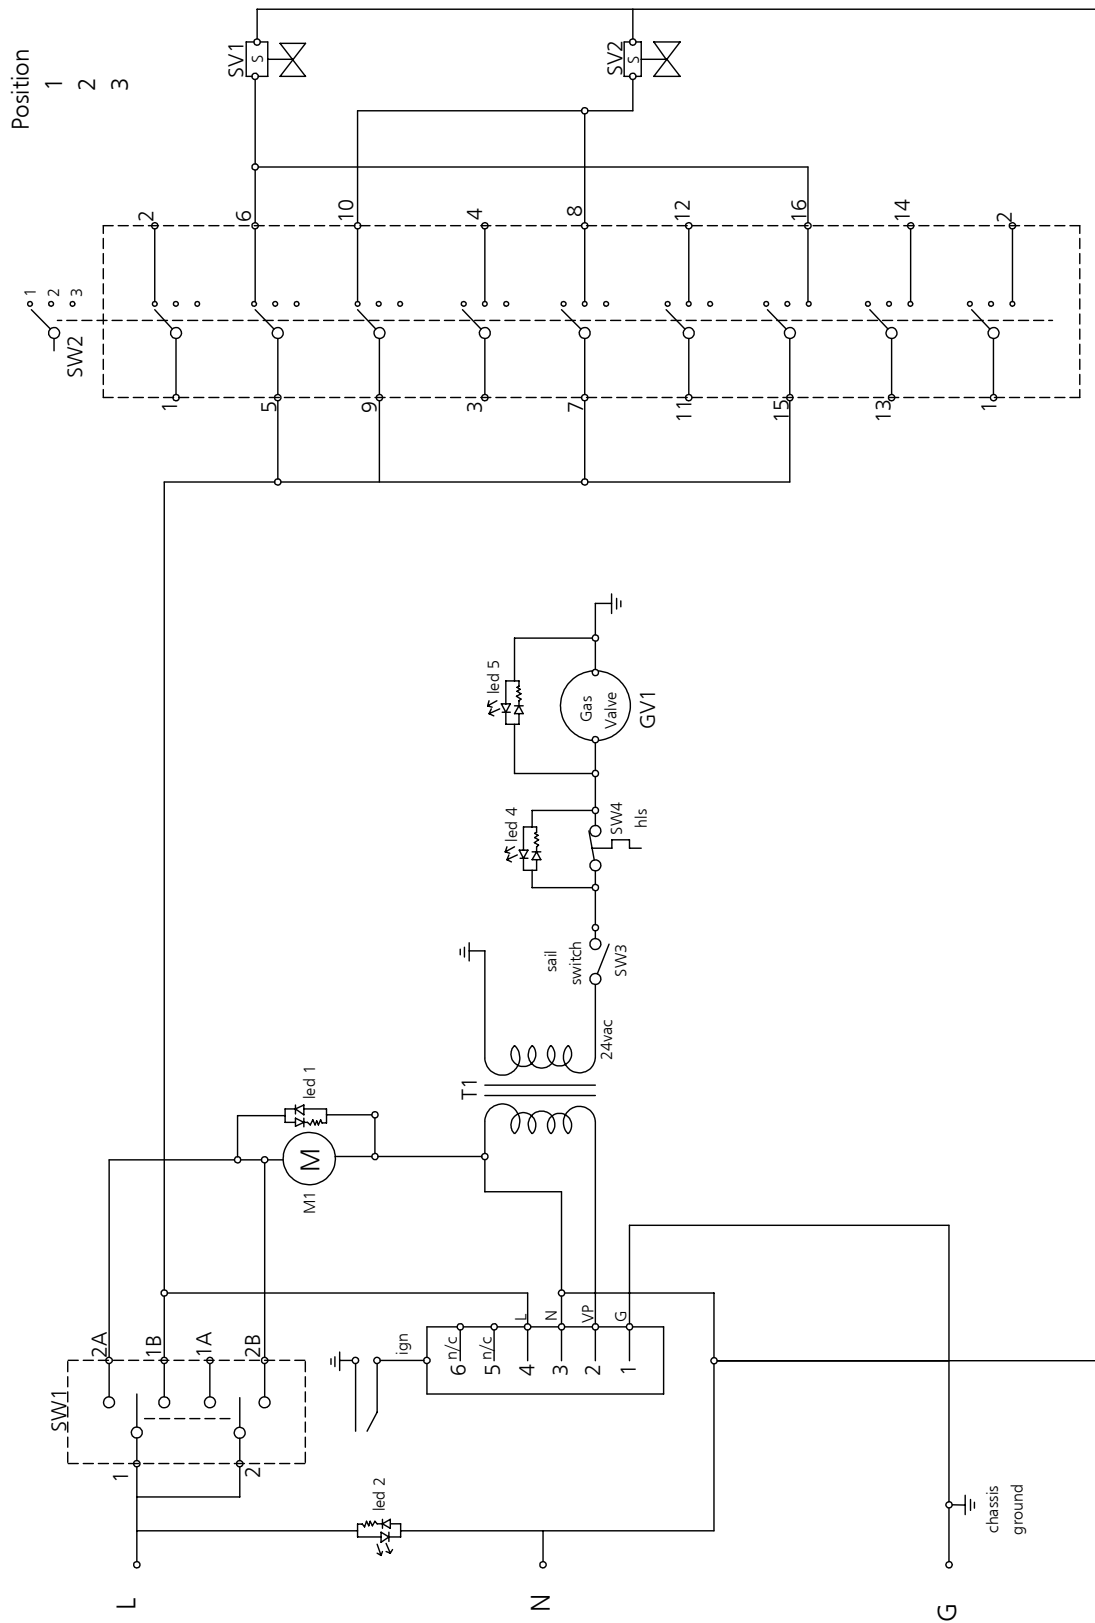 Position
1
2
3
SV1
S
SV2
S
SW2
1
2
3
2
6
10
4
8
12
16
14
2
1
5
9
3
7
11
15
13
1
led 5
Gas
Valve
GV1
led 4
SW4
hls
sail
switch
SW3
24vac
T1
led 1
M
M1
SW1
2A
1B
1A
2B
1
2
ign
6 n/c
5 n/c
4 L
3 N
2 VP
1 G
led 2
L
N
G
chassis
ground